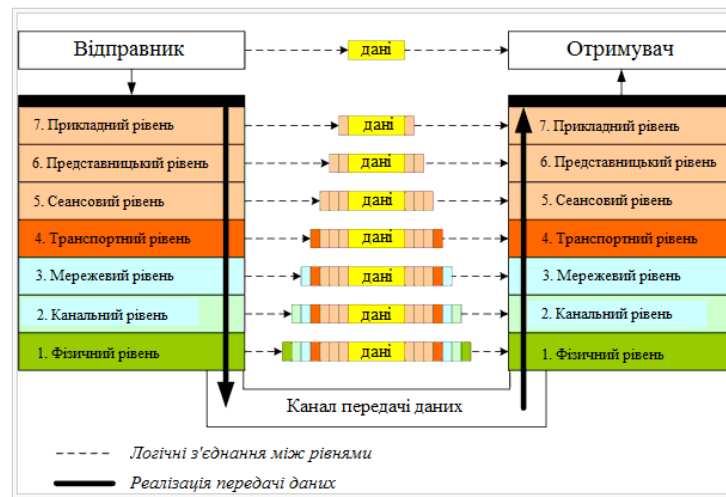 Відправник
дані
Отримувач
7. Прикладний рівень
дані
7. Прикладний рівень
6. Представницький рівень
дані
6. Представницький рівень
5. Сеансовий рівень
дані
5. Сеансовий рівень
4. Транспортний рівень
дані
4. Транспортний рівень
3. Мережевий рівень
дані
3. Мережевий рівень
2. Канальний рівень
дані
2. Канальний рівень
1. Фізичний рівень
дані
1. Фізичний рівень
Канал передачі даних
Логічні з'єднання між рівнями
Реалізація передачі даних